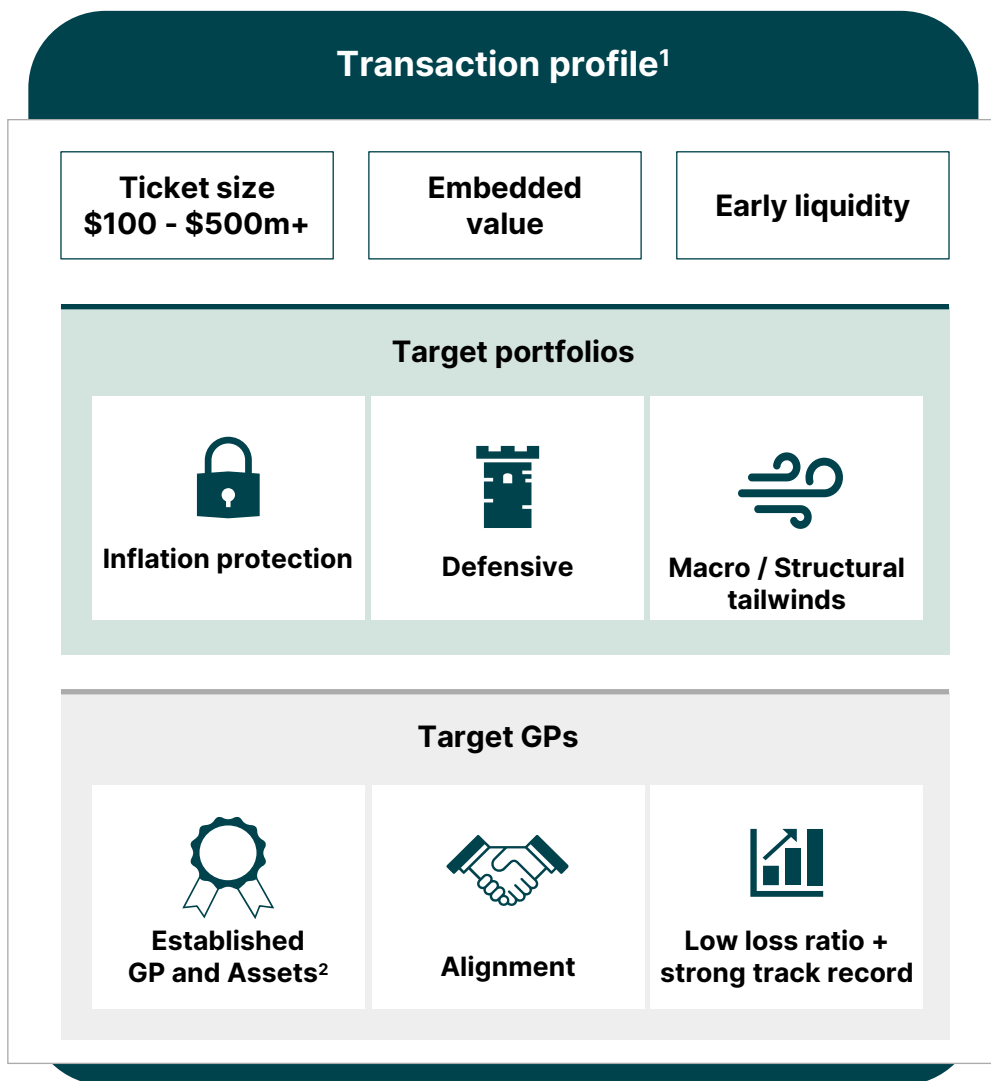 Transaction profile¹
Ticket size
$100 - $500m+
Embedded
value
Early liquidity
Target portfolios
Inflation protection
Defensive
Macro / Structural
tailwinds
Target GPs
Established
GP and Assets²
Alignment
Low loss ratio +
strong track record